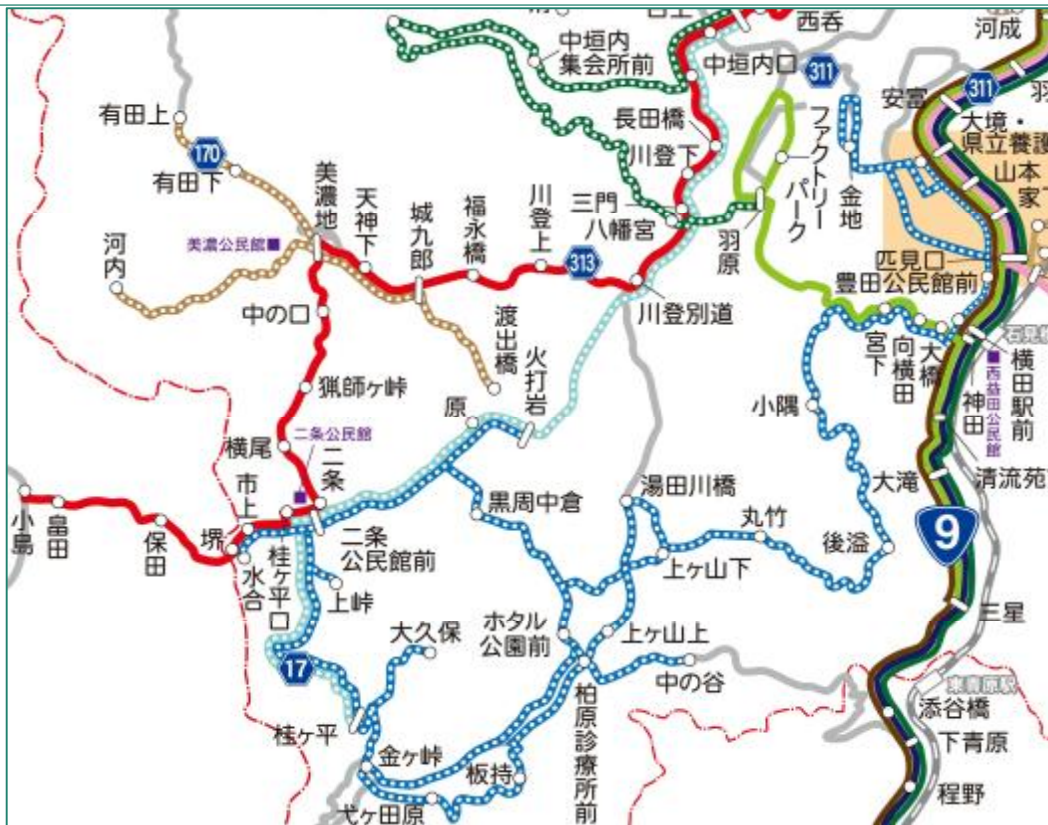 西呑
河成
中垣内
集会所前
中垣内口
311
安富
311
有田上
170
有田下
美濃地
天神下
城九郎
福永橋
川登上
長田橋
川登下
三門
八幡宮
ファクトリー
パーク
羽原
金地
大境・
県立養護
山本
家下
匹見口
豊田公民館前
美濃公民館
河内
313
川登別道
中の口
渡出橋
火打岩
宮下
向横田
大橋
神田
横田駅前
西益田公民館
猟師ヶ峠
原
小隅
清流苑前
横尾
二条公民館
二条
市上
大滝
9
小島
畠田
保田
堺
水合
桂ヶ平口
二条
公民館前
黒周中倉
湯田川橋
丸竹
後溢
上ヶ山下
上峠
大久保
ホタル
公園前
上ヶ山上
三星
17
中の谷
東青原駅
桂ヶ平
金ヶ峠
板持
柏原診療所前
添谷橋
下青原
弋ヶ田原
程野